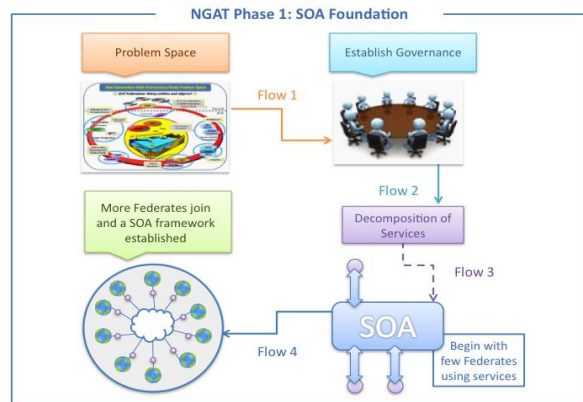 NGAT Phase 1: SOA Foundation
Problem Space
Establish Governance
Flow 1
Flow 2
More Federates join
and a SOA framework
established
Decomposition of
Services
Flow 3
SOA
Begin with
few Federates
using services
Flow 4